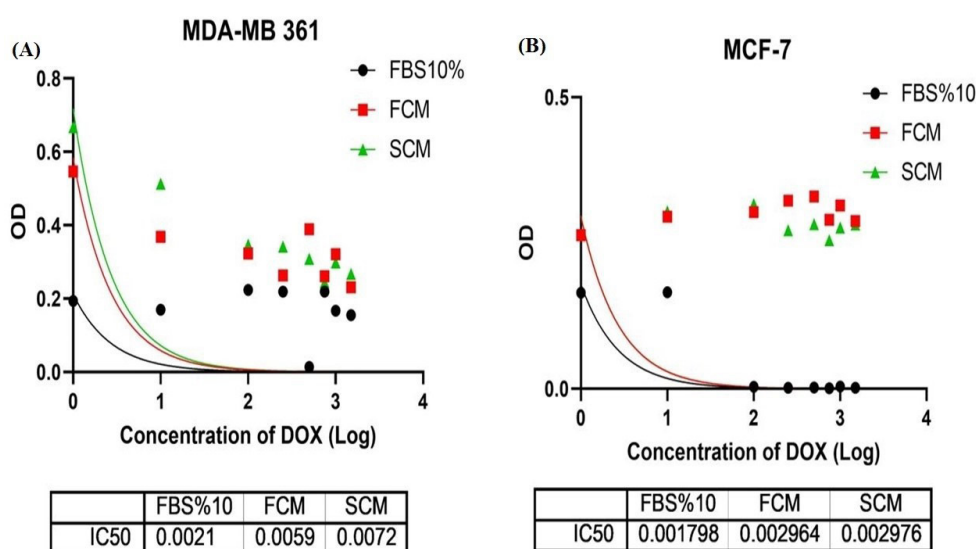 (A)
MDA-MB 361
FBS10%
FCM
SCM
0.8
0.6
0.4
0.2
0.0
OD
0 1 2 3 4
Concentration of DOX (Log)
FBS%10 FCM SCM
IC50 0.0021 0.0059 0.0072
(B)
MCF-7
FBS%10
FCM
SCM
0.5
0.0
OD
0 1 2 3 4
Concentration of DOX (Log)
FBS%10 FCM SCM
IC50 0.001798 0.002964 0.002976